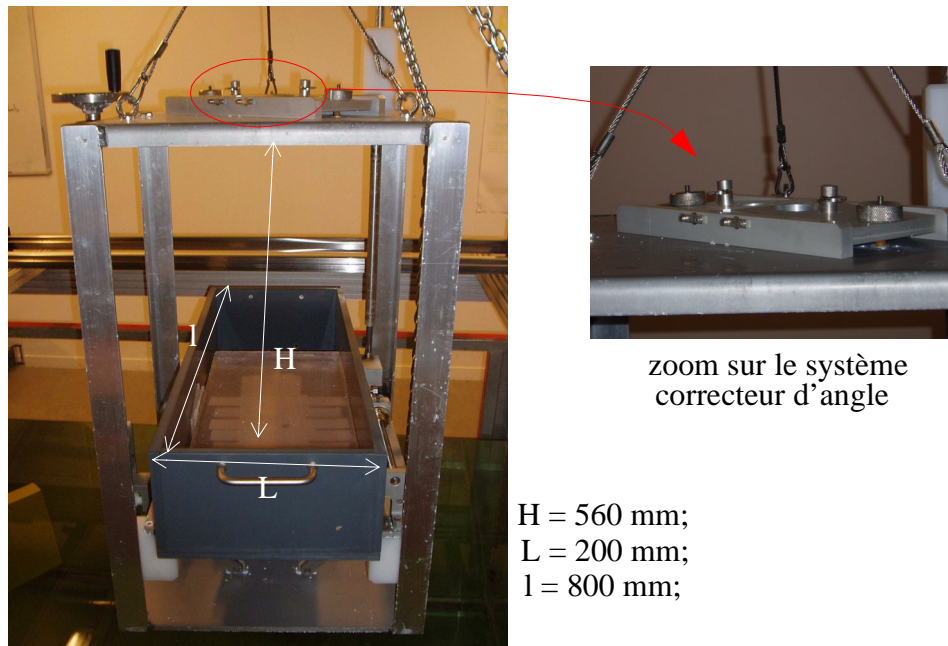 l
H
L
zoom sur le système
correcteur d'angle
H = 560 mm;
L = 200 mm;
l = 800 mm;